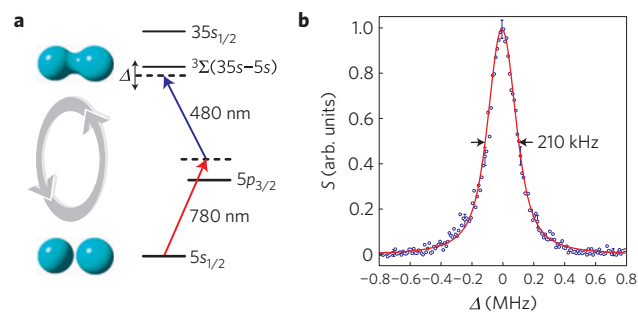 a
35s1/2
3Σ(35s−5s)
Δ
480 nm
5p3/2
780 nm
5s1/2
b
S (arb. units)
1.0
0.8
0.6
0.4
0.2
0
210 kHz
−0.8 −0.6 −0.4 −0.2 0 0.2 0.4 0.6 0.8
Δ (MHz)